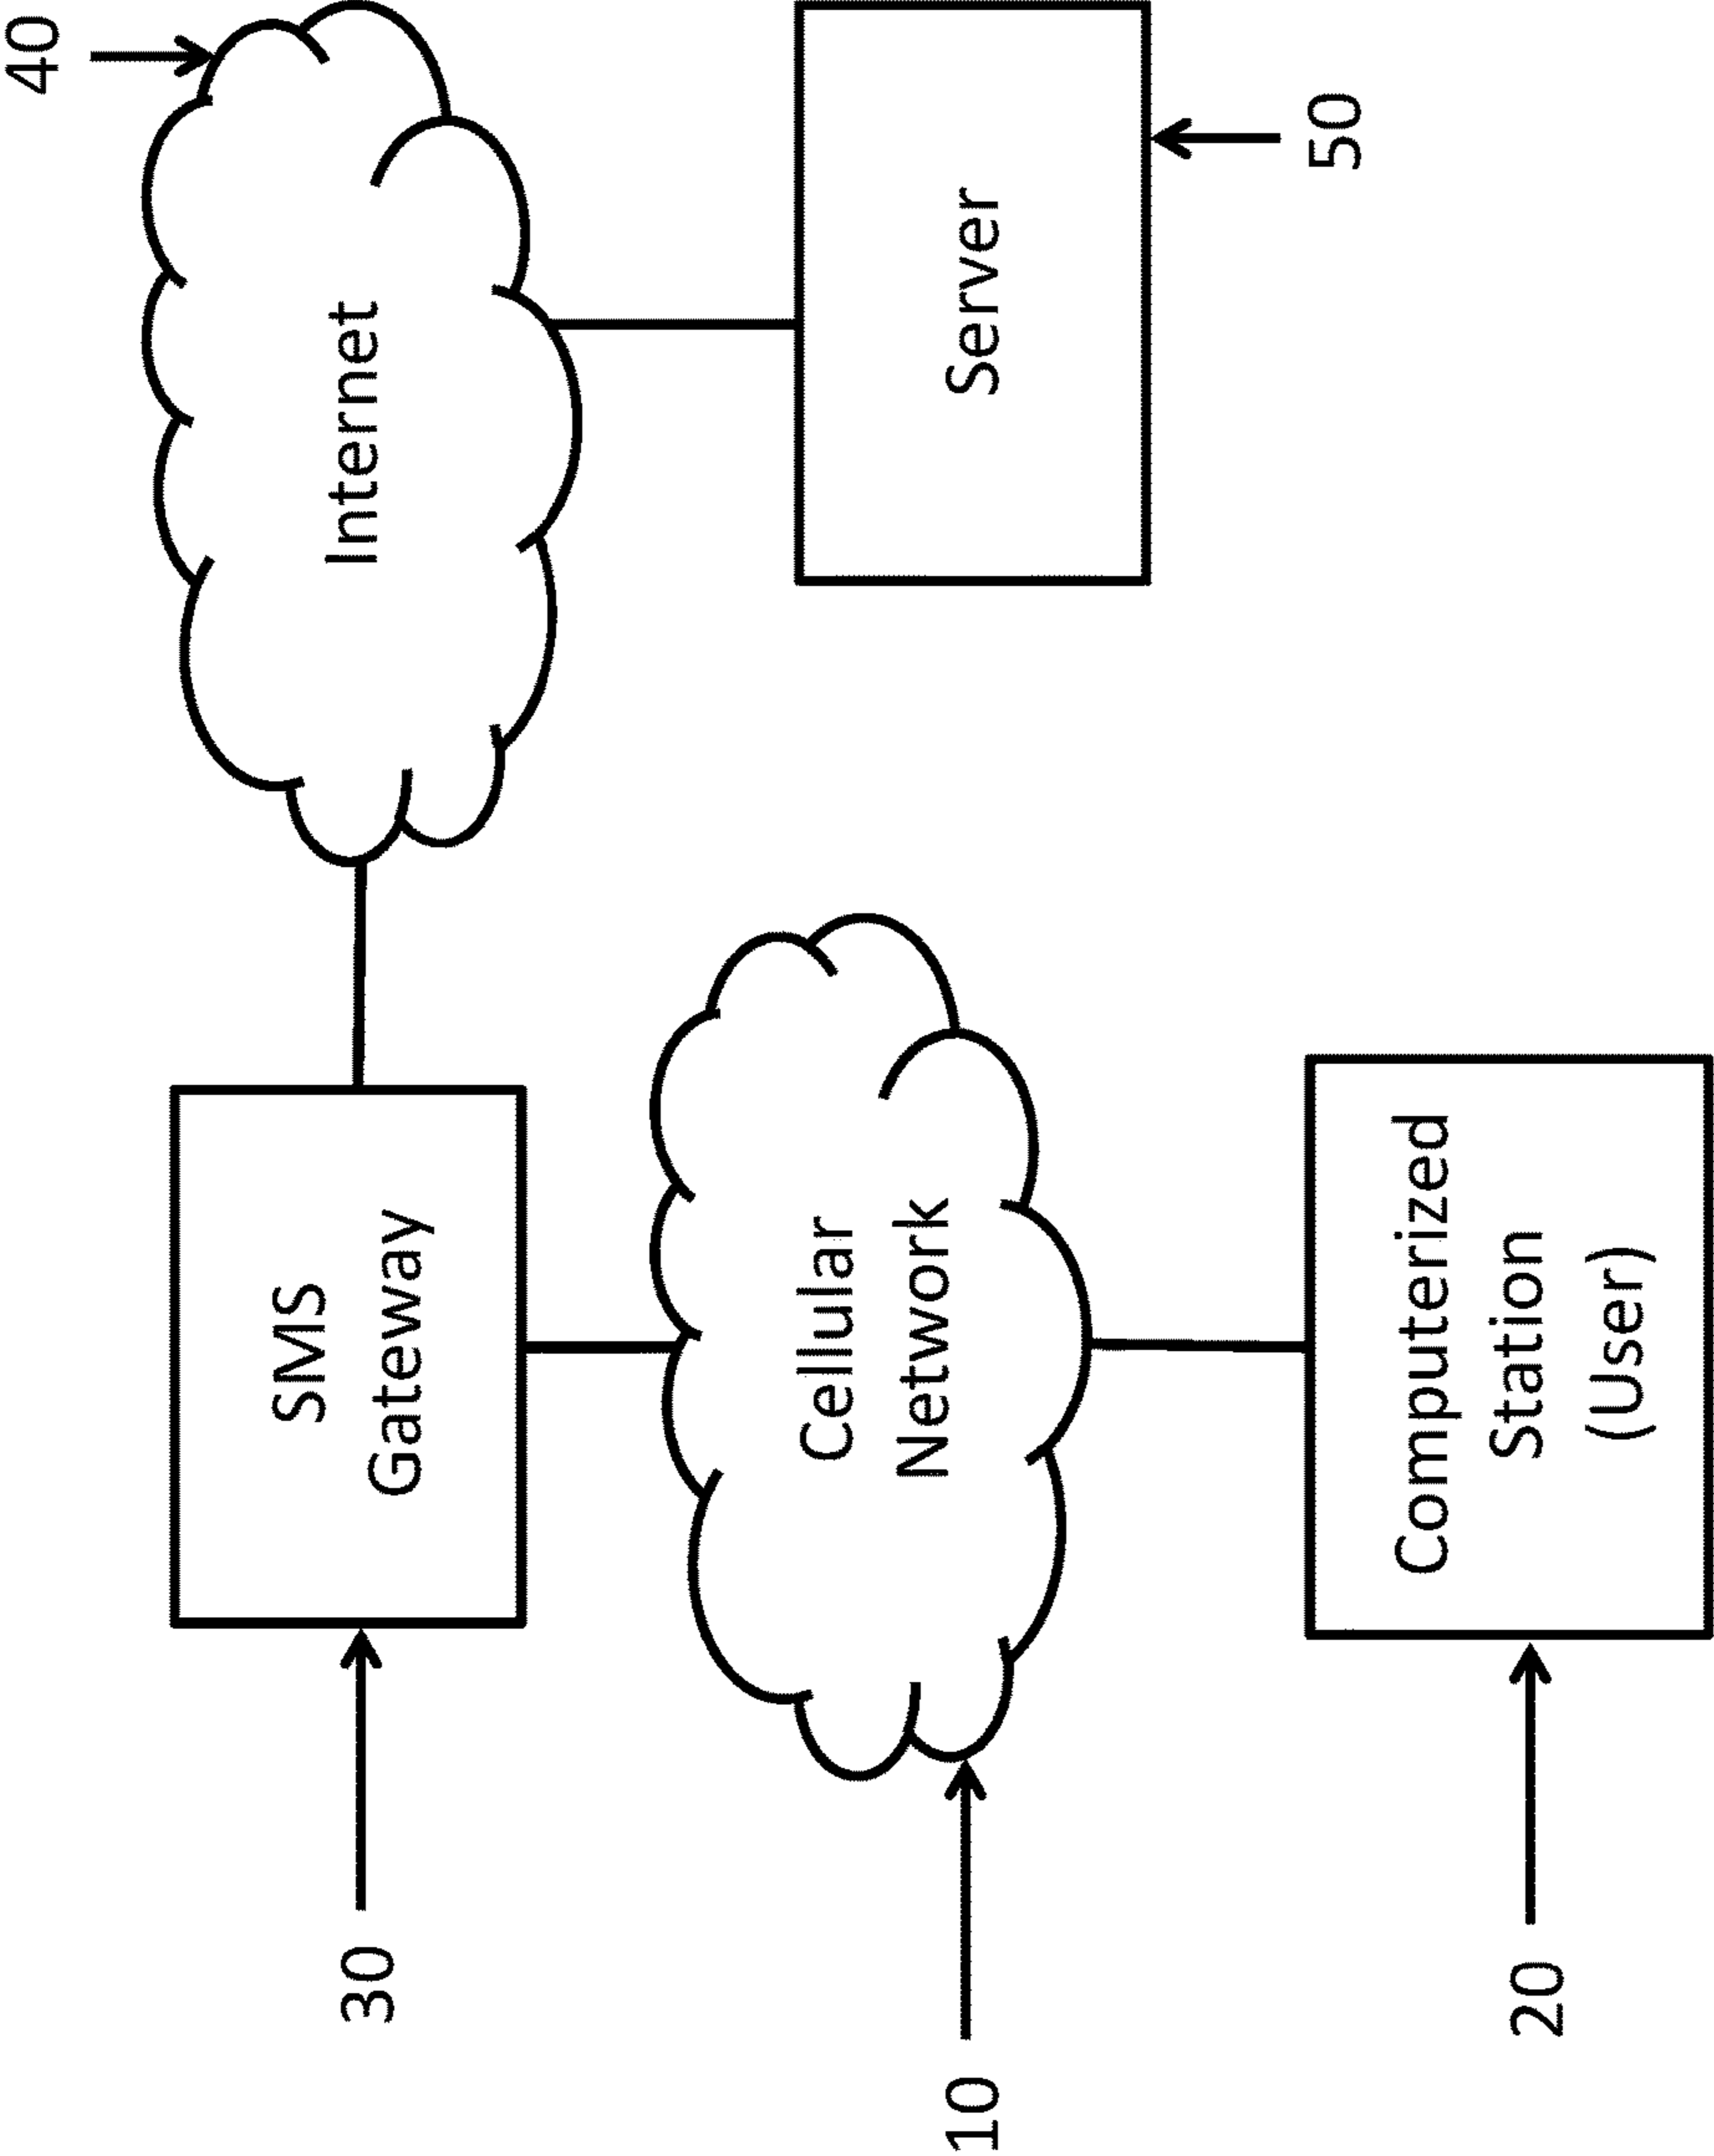 30
SMS
Gateway
Internet
40
10
Cellular
Network
Server
50
20
Computerized
Station
(User)